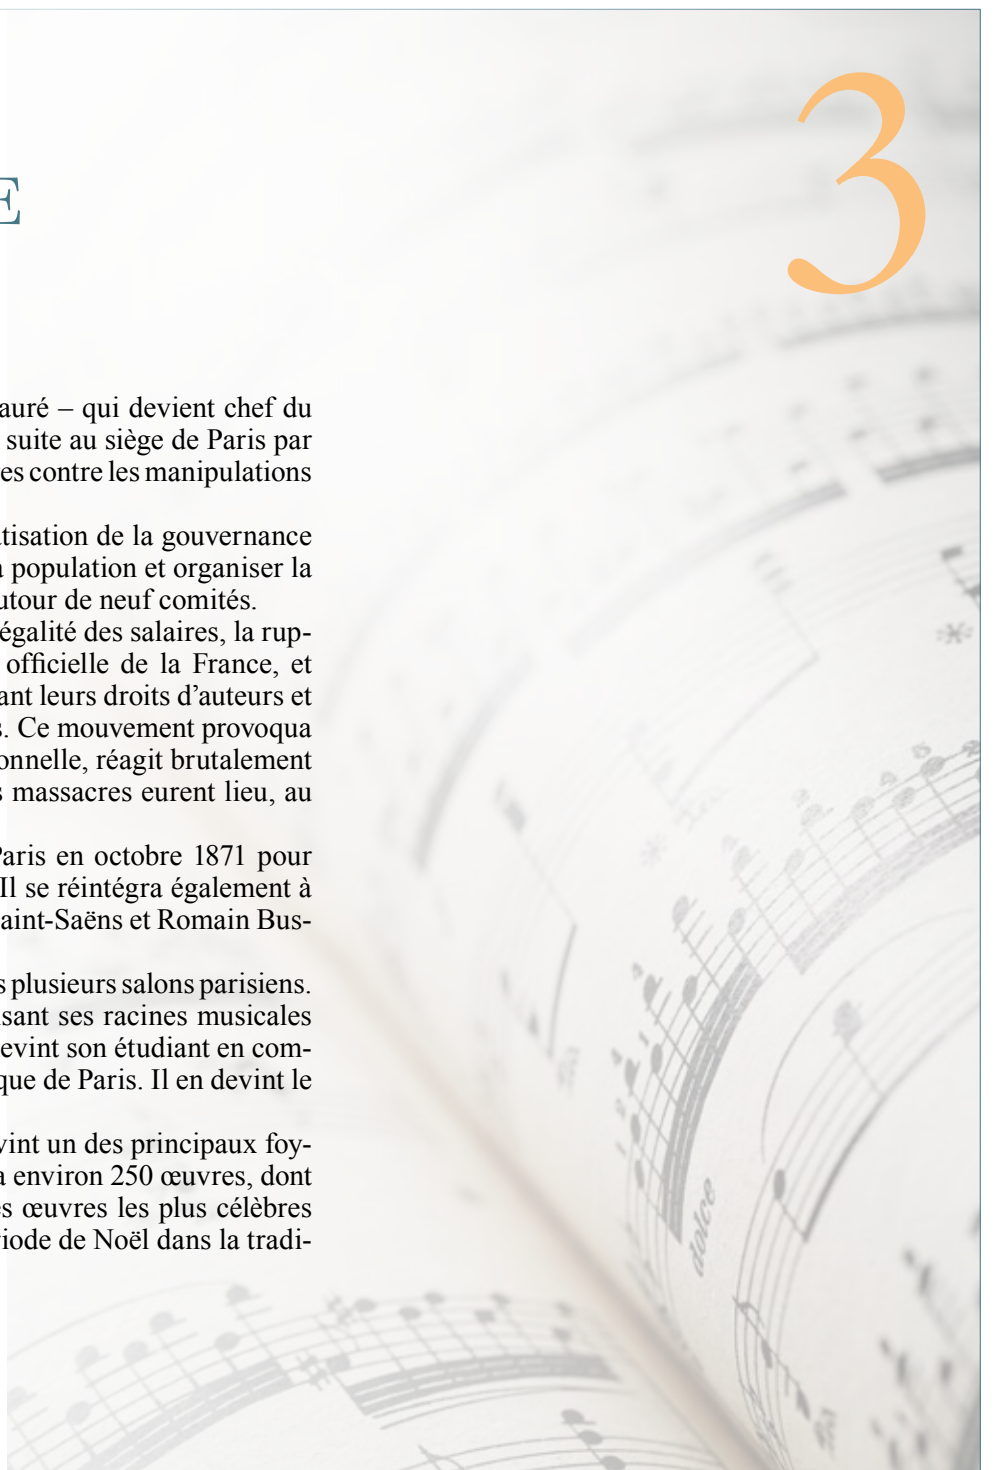 3
E
auré – qui devient chef du
suite au siège de Paris par
es contre les manipulations
tisation de la gouvernance
population et organiser la
utour de neuf comités.
égalité des salaires, la rup-
officielle de la France, et
ant leurs droits d'auteurs et
s. Ce mouvement provoqua
onnelle, réagit brutalement
s massacres eurent lieu, au
Paris en octobre 1871 pour
Il se réintégra également à
aint-Saëns et Romain Bus-
s plusieurs salons parisiens.
sant ses racines musicales
evint son étudiant en com-
que de Paris. Il en devint le
vint un des principaux foy-
a environ 250 œuvres, dont
es œuvres les plus célèbres
iode de Noël dans la tradi-
dolce